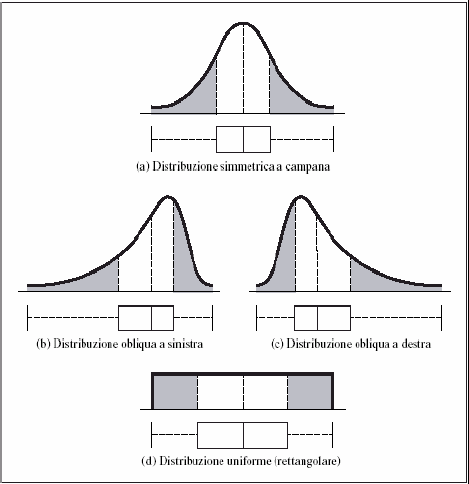 (a) Distribuzione simmetrica a campana
(b) Distribuzione obliqua a sinistra
(c) Distribuzione obliqua a destra
(d) Distribuzione uniforme (rettangolare)